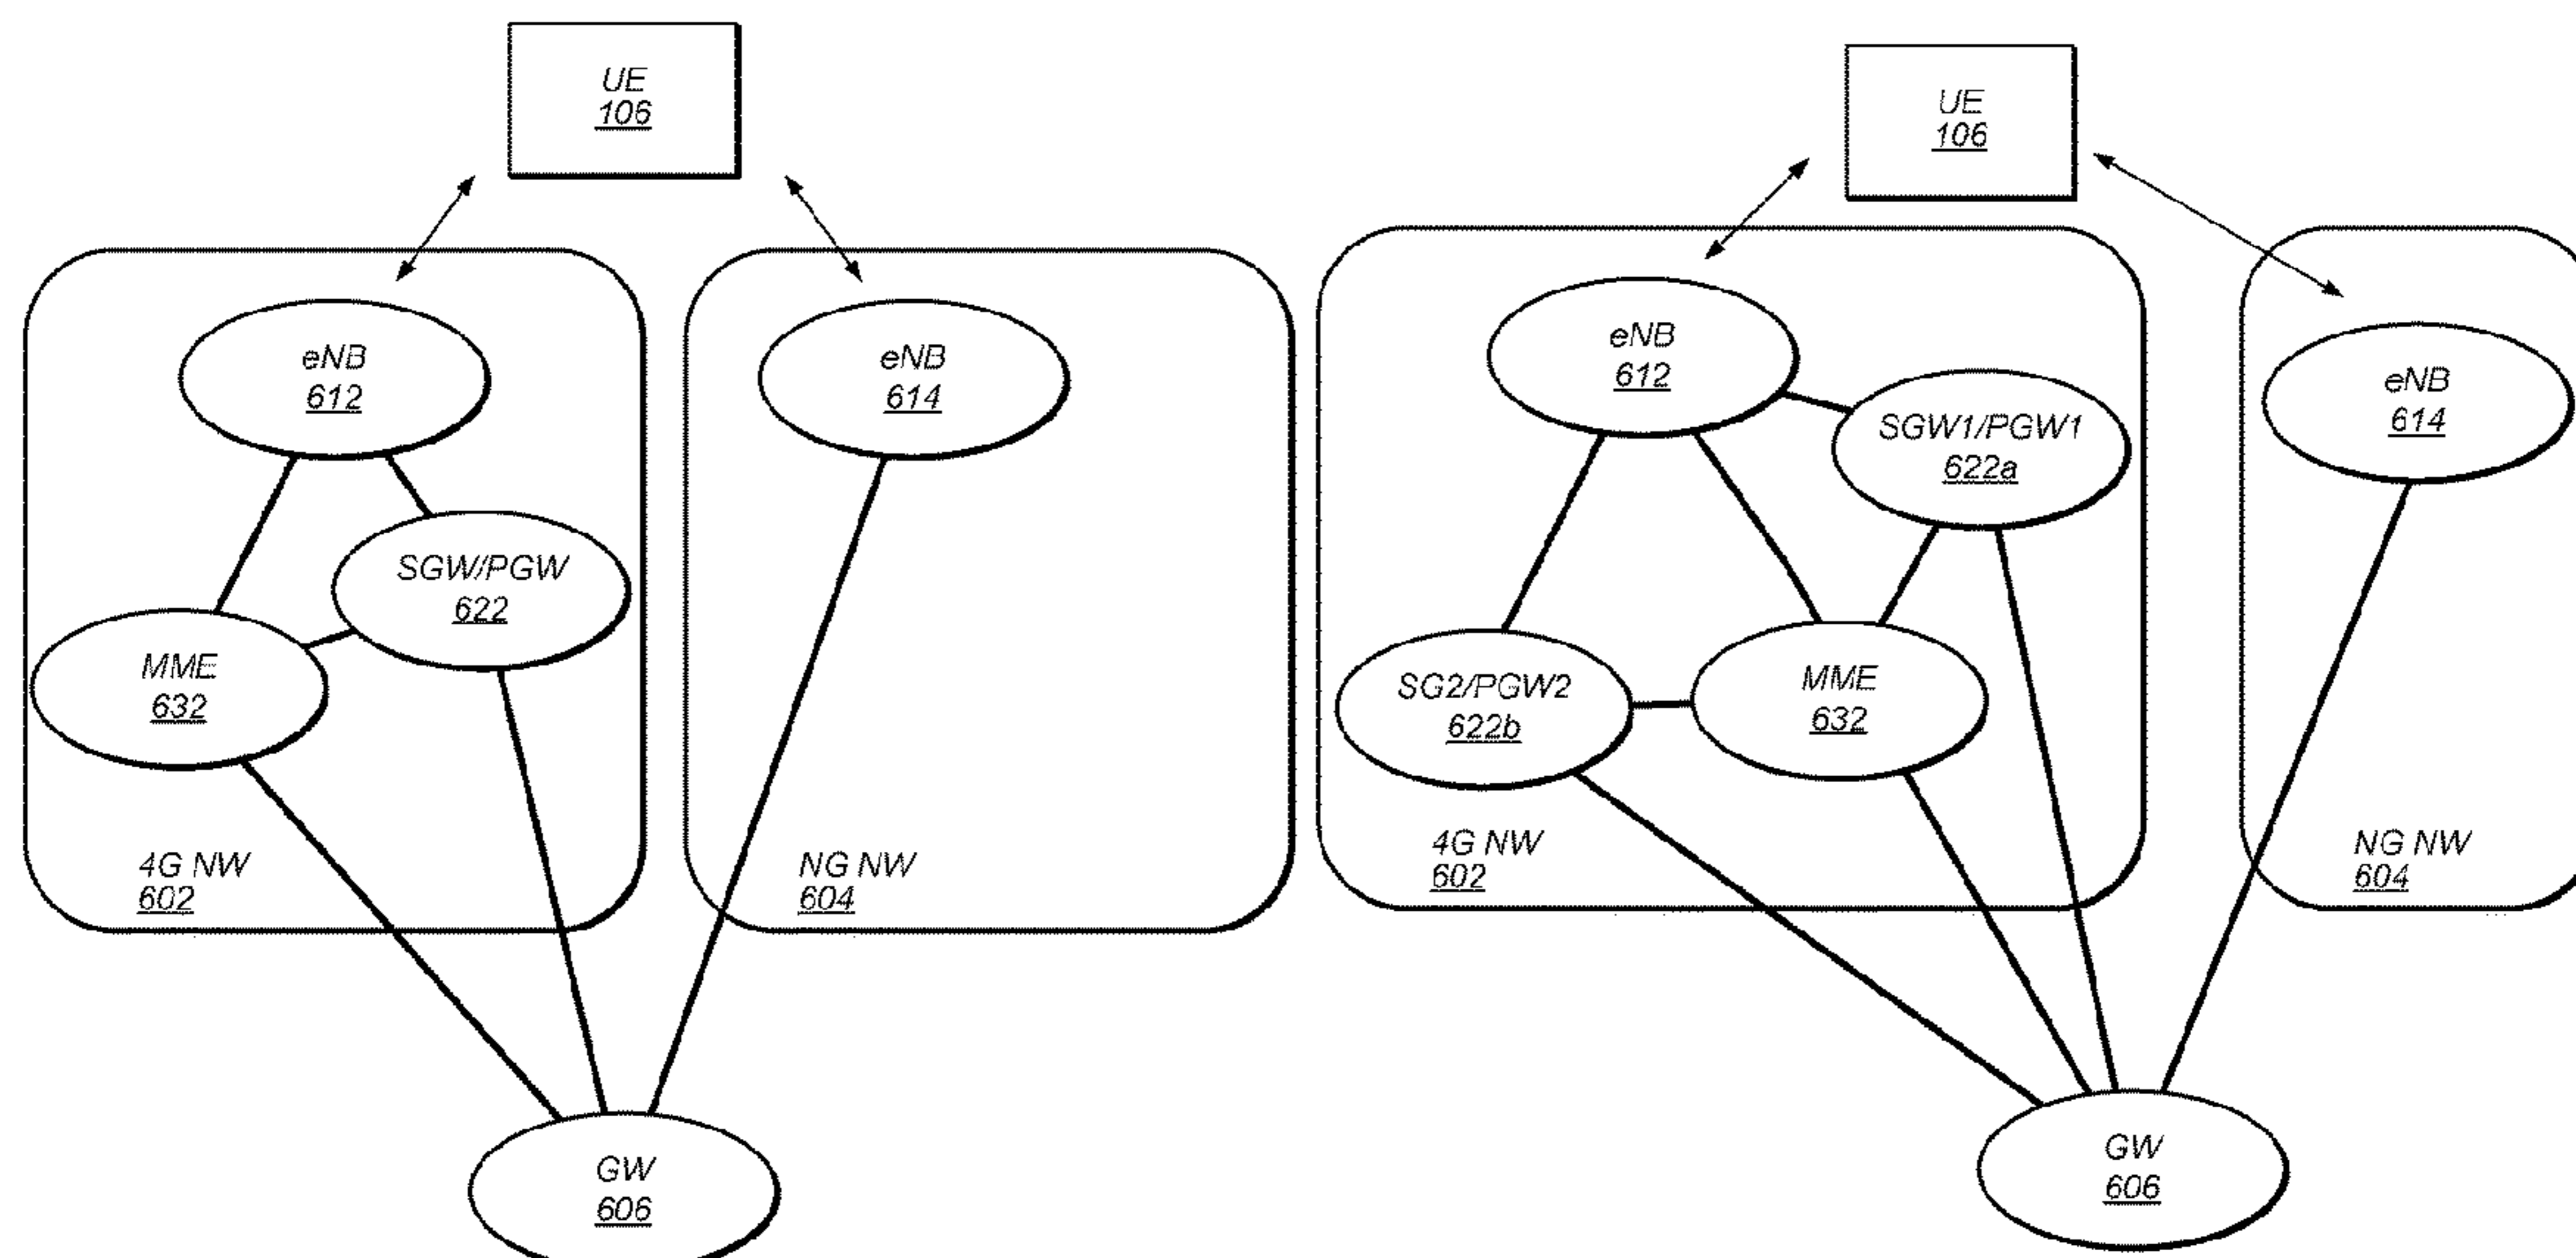 UE
106
eNB
612
eNB
614
SGW/PGW
622
MME
632
4G NW
602
NG NW
604
GW
606
UE
106
eNB
612
SGW1/PGW1
622a
eNB
614
SG2/PGW2
622b
MME
632
4G NW
602
NG NW
604
GW
606